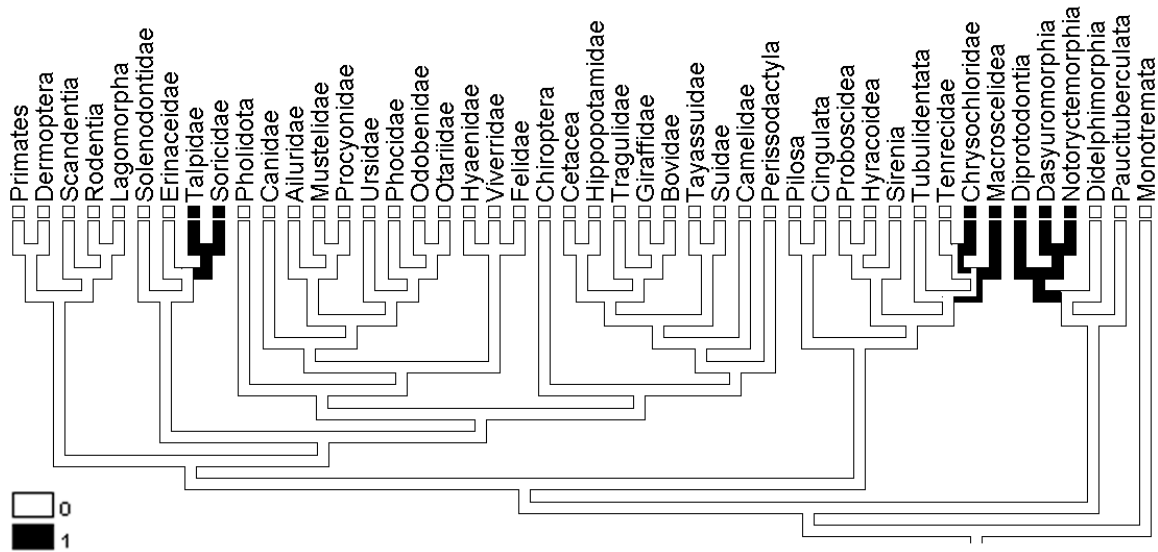 Primates
Dermoptera
Scandentia
Rodentia
Lagomorpha
Solenodontidae
Erinaceidae
Talpidae
Soricidae
Pholidota
Canidae
Ailuridae
Mustelidae
Procyonidae
Ursidae
Phocidae
Odobenidae
Otariidae
Hyaenidae
Viverridae
Felidae
Chiroptera
Cetacea
Hippopotamidae
Tragulidae
Giraffidae
Bovidae
Tayassuidae
Suidae
Camelidae
Perissodactyla
Pilosa
Cingulata
Proboscidea
Hyracoidea
Sirenia
Tubulidentata
Tenrecidae
Chrysochloridae
Macroscelidea
Diprotodontia
Dasyuromorphia
Notoryctemorphia
Didelphimorphia
Paucituberculata
Monotremata
0
1